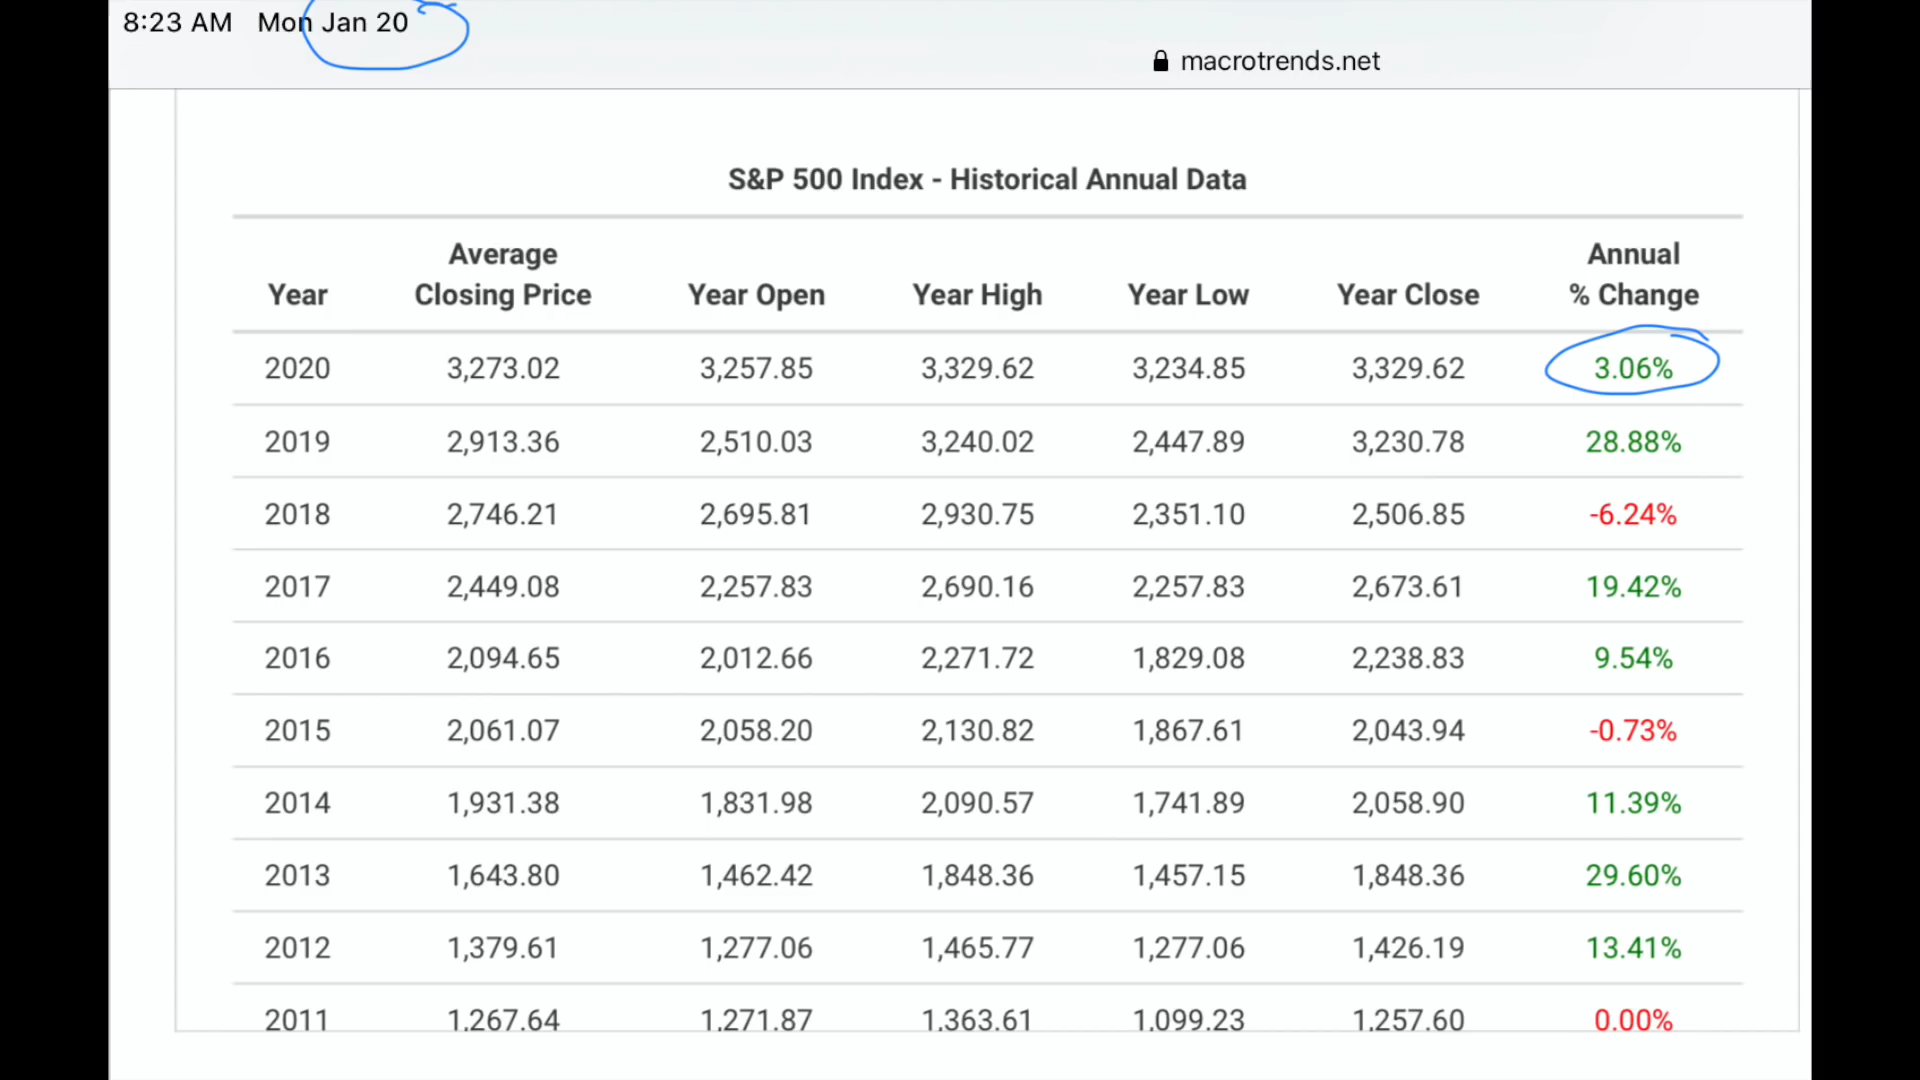 8:23 AM Mon Jan 20
macrotrends.net
S&P 500 Index - Historical Annual Data
Year Average Closing Price Year Open Year High Year Low Year Close Annual % Change
2020 3,273.02 3,257.85 3,329.62 3,234.85 3,329.62 3.06%
2019 2,913.36 2,510.03 3,240.02 2,447.89 3,230.78 28.88%
2018 2,746.21 2,695.81 2,930.75 2,351.10 2,506.85 -6.24%
2017 2,449.08 2,257.83 2,690.16 2,257.83 2,673.61 19.42%
2016 2,094.65 2,012.66 2,271.72 1,829.08 2,238.83 9.54%
2015 2,061.07 2,058.20 2,130.82 1,867.61 2,043.94 -0.73%
2014 1,931.38 1,831.98 2,090.57 1,741.89 2,058.90 11.39%
2013 1,643.80 1,462.42 1,848.36 1,457.15 1,848.36 29.60%
2012 1,379.61 1,277.06 1,465.77 1,277.06 1,426.19 13.41%
2011 1,267.64 1,271.87 1,363.61 1,099.23 1,257.60 0.00%